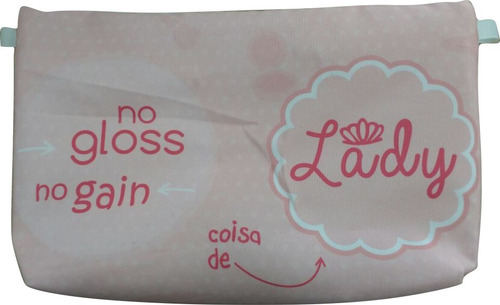 no
gloss
no gain
coisa
de
Lady